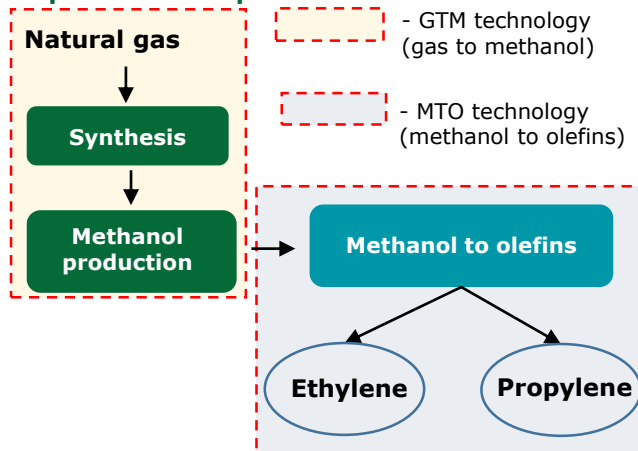 Natural gas
Synthesis
Methanol
production
- GTM technology
(gas to methanol)
- MTO technology
(methanol to olefins)
Methanol to olefins
Ethylene
Propylene